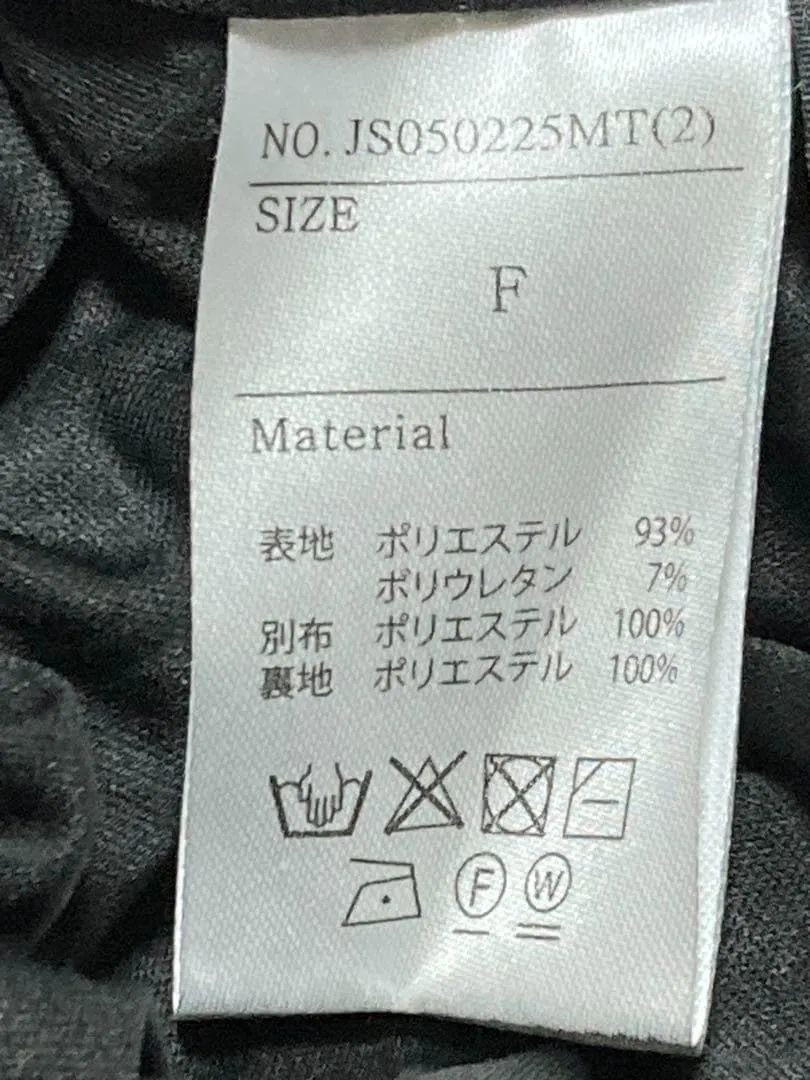 NO. JS050225MT(2)
SIZE
F
Material
表地 ポリエステル 93%
ポリウレタン 7%
別布 ポリエステル 100%
裏地 ポリエステル 100%
F W